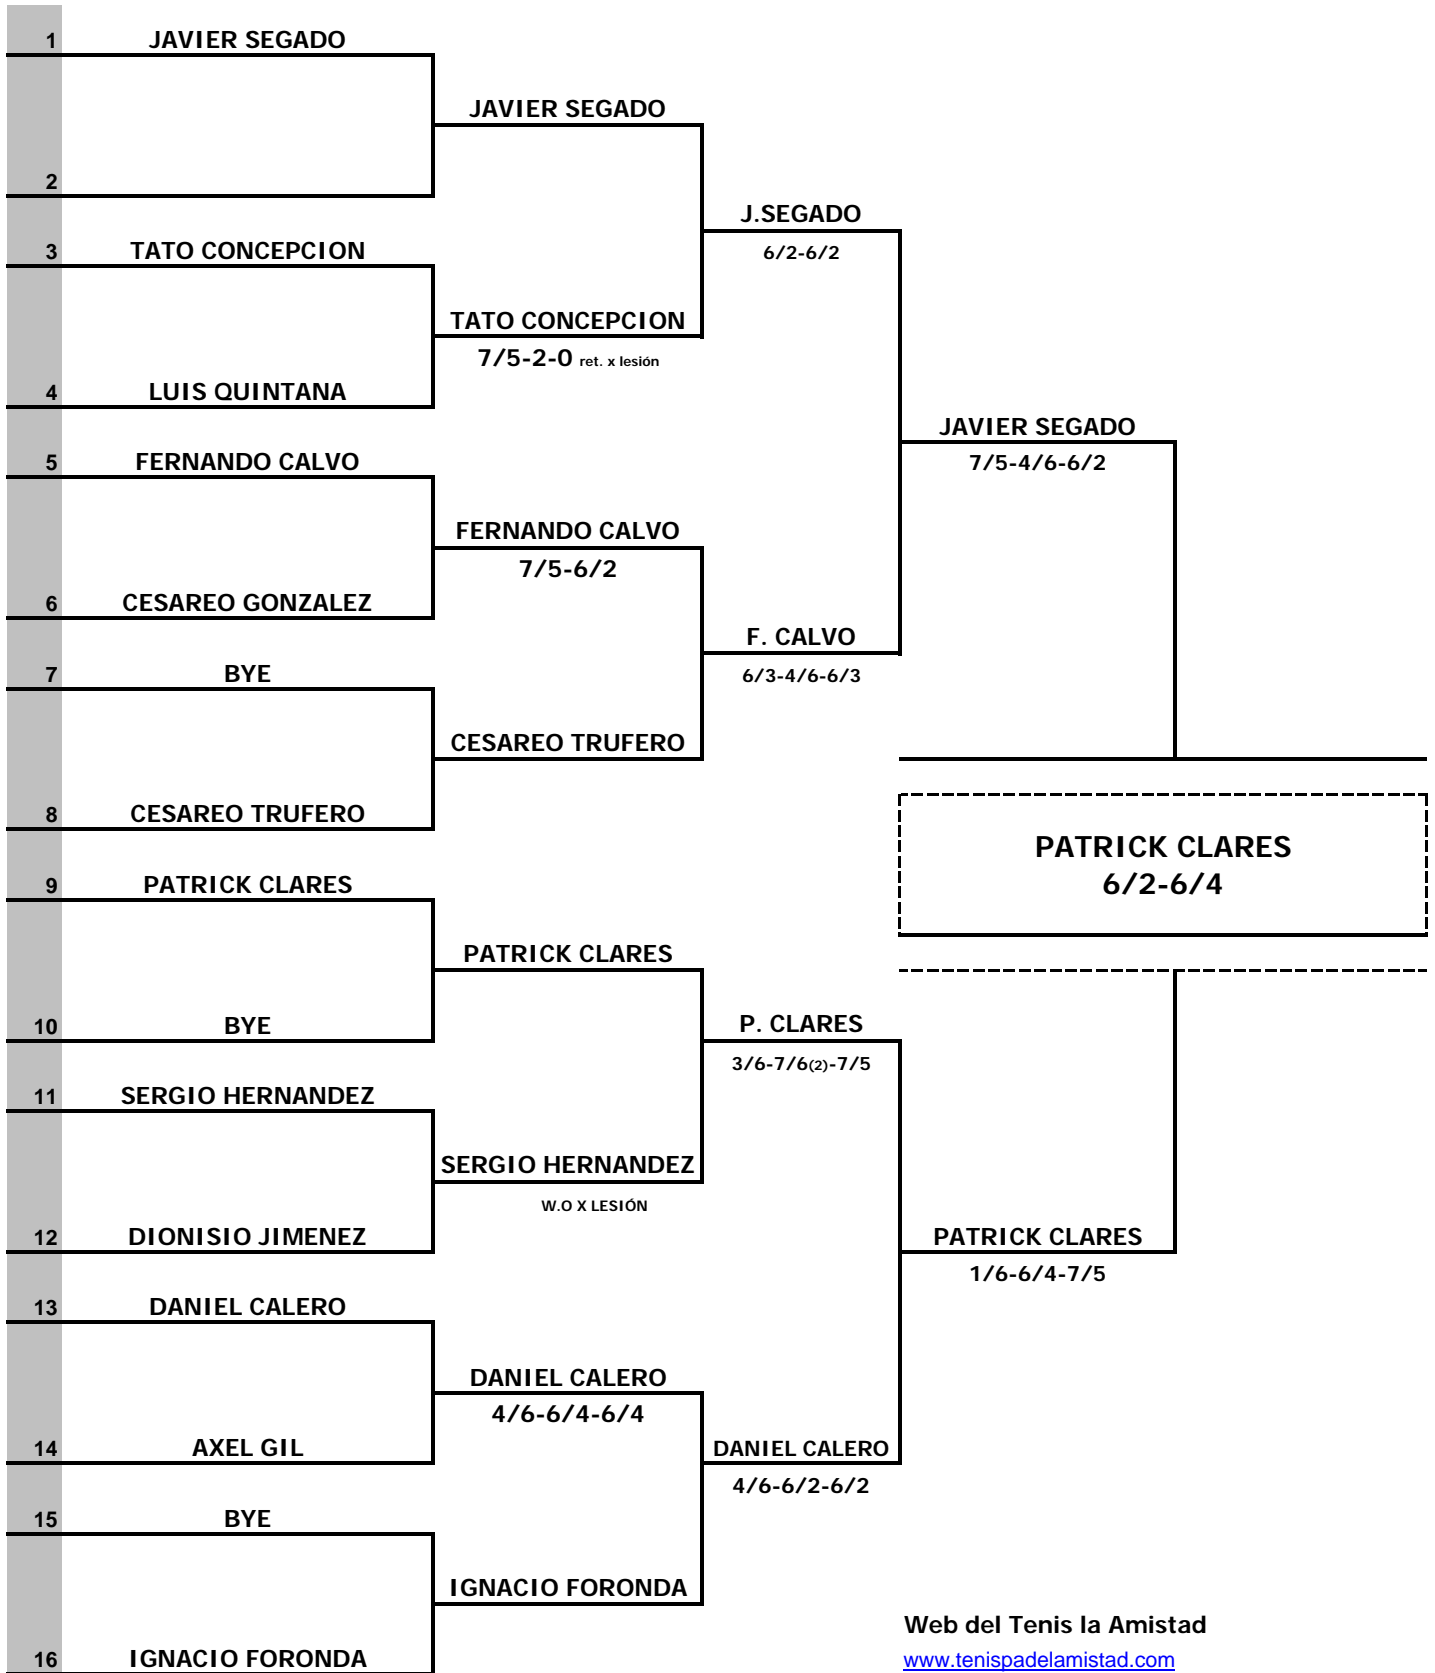 1 JAVIER SEGADO
JAVIER SEGADO
2
J.SEGADO
3 TATO CONCEPCION
6/2-6/2
TATO CONCEPCION
7/5-2-0 ret. x lesión
4 LUIS QUINTANA
JAVIER SEGADO
5 FERNANDO CALVO
7/5-4/6-6/2
FERNANDO CALVO
7/5-6/2
6 CESAREO GONZALEZ
F. CALVO
7 BYE
6/3-4/6-6/3
CESAREO TRUFERO
8 CESAREO TRUFERO
PATRICK CLARES
6/2-6/4
9 PATRICK CLARES
PATRICK CLARES
10 BYE
P. CLARES
3/6-7/6(2)-7/5
11 SERGIO HERNANDEZ
SERGIO HERNANDEZ
W.O X LESIÓN
12 DIONISIO JIMENEZ
PATRICK CLARES
1/6-6/4-7/5
13 DANIEL CALERO
DANIEL CALERO
4/6-6/4-6/4
14 AXEL GIL
DANIEL CALERO
4/6-6/2-6/2
15 BYE
IGNACIO FORONDA
Web del Tenis la Amistad
16 IGNACIO FORONDA
www.tenispadelamistad.com